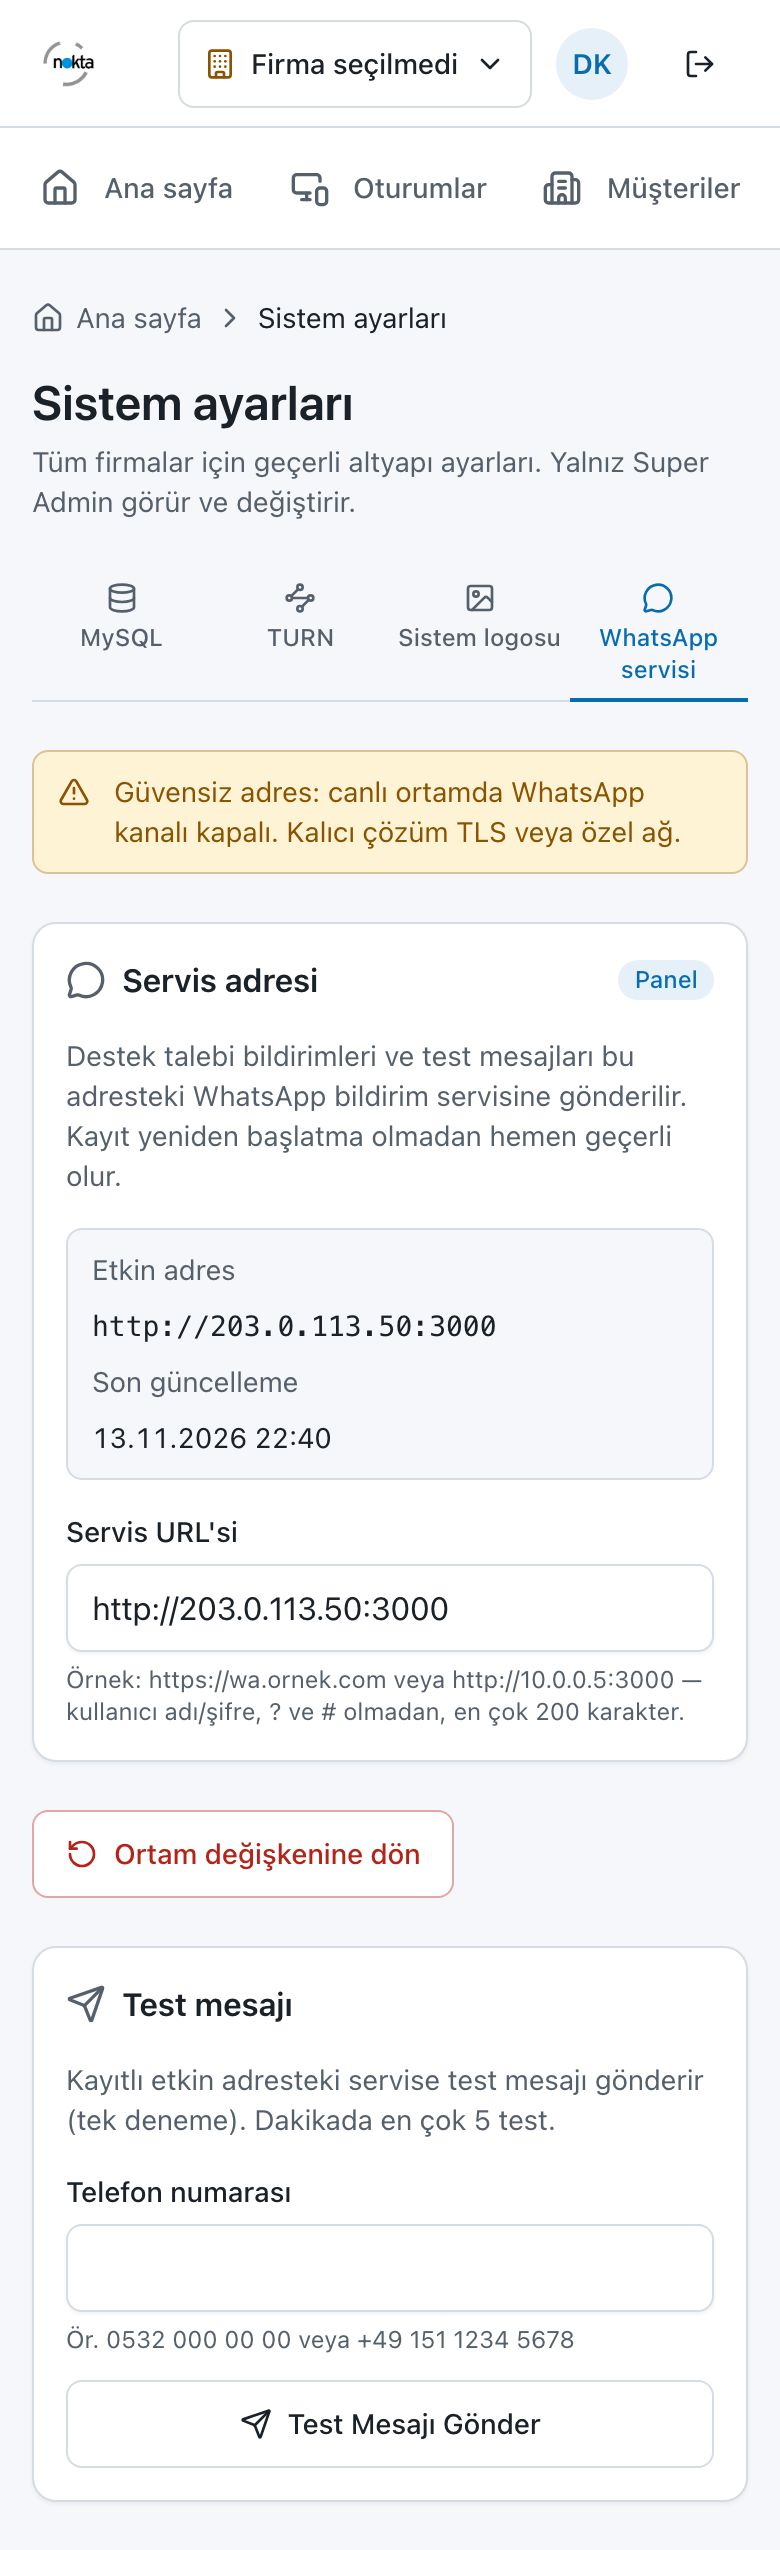 nokta
Firma seçilmedi
DK
Ana sayfa
Oturumlar
Müşteriler
Ana sayfa
Sistem ayarları
Sistem ayarları
Tüm firmalar için geçerli altyapı ayarları. Yalnız Super
Admin görür ve değiştirir.
MySQL
TURN
Sistem logosu
WhatsApp
servisi
Güvensiz adres: canlı ortamda WhatsApp
kanalı kapalı. Kalıcı çözüm TLS veya özel ağ.
Servis adresi
Panel
Destek talebi bildirimleri ve test mesajları bu
adresteki WhatsApp bildirim servisine gönderilir.
Kayıt yeniden başlatma olmadan hemen geçerli
olur.
Etkin adres
http://203.0.113.50:3000
Son güncelleme
13.11.2026 22:40
Servis URL'si
http://203.0.113.50:3000
Örnek: https://wa.ornek.com veya http://10.0.0.5:3000 —
kullanıcı adı/şifre, ? ve # olmadan, en çok 200 karakter.
Ortam değişkenine dön
Test mesajı
Kayıtlı etkin adresteki servise test mesajı gönderir
(tek deneme). Dakikada en çok 5 test.
Telefon numarası
Ör. 0532 000 00 00 veya +49 151 1234 5678
Test Mesajı Gönder